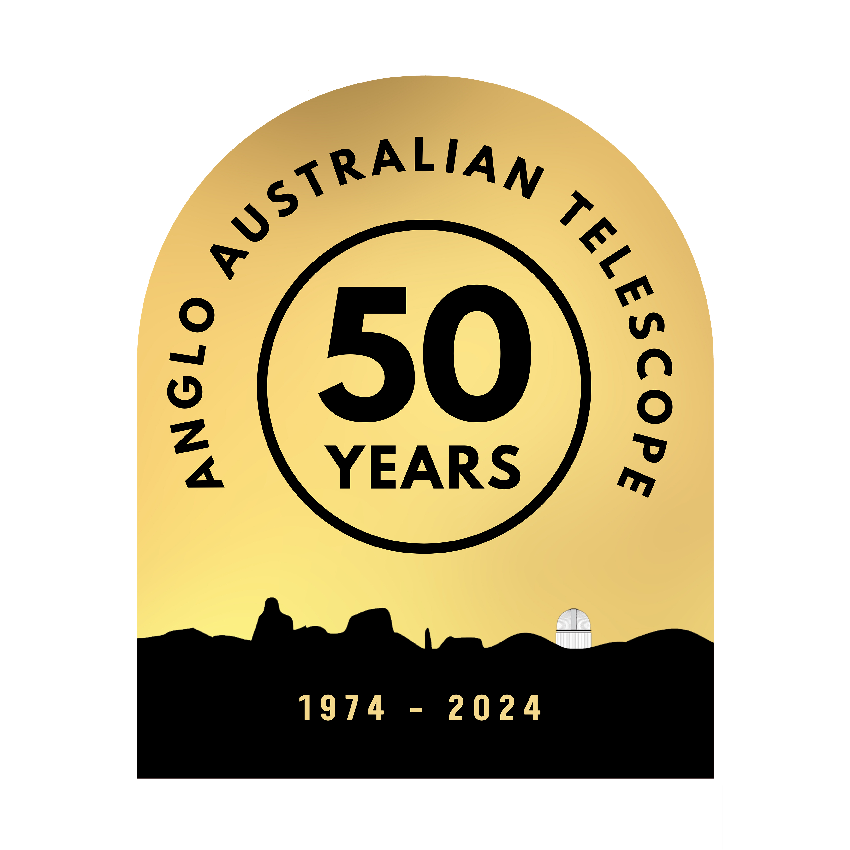 ANGLO AUSTRALIAN TELESCOPE
50
YEARS
1974 - 2024